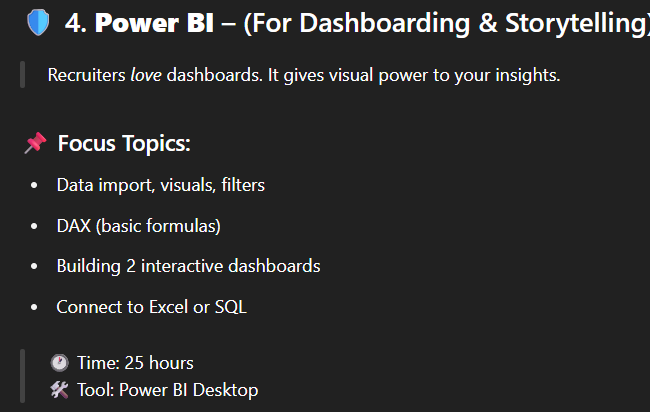 🛡️ 4. Power BI – (For Dashboarding & Storytelling)
Recruiters love dashboards. It gives visual power to your insights.
📌 Focus Topics:
• Data import, visuals, filters
• DAX (basic formulas)
• Building 2 interactive dashboards
• Connect to Excel or SQL
🕐 Time: 25 hours
🛠️ Tool: Power BI Desktop